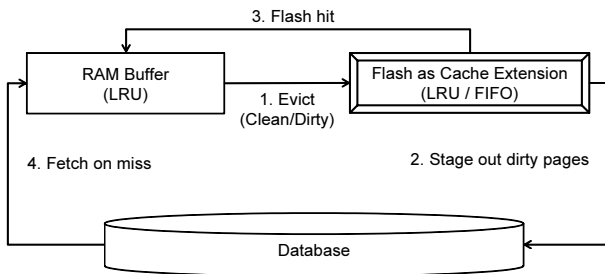 3. Flash hit
RAM Buffer
(LRU)
Flash as Cache Extension
(LRU / FIFO)
1. Evict
(Clean/Dirty)
4. Fetch on miss
2. Stage out dirty pages
Database